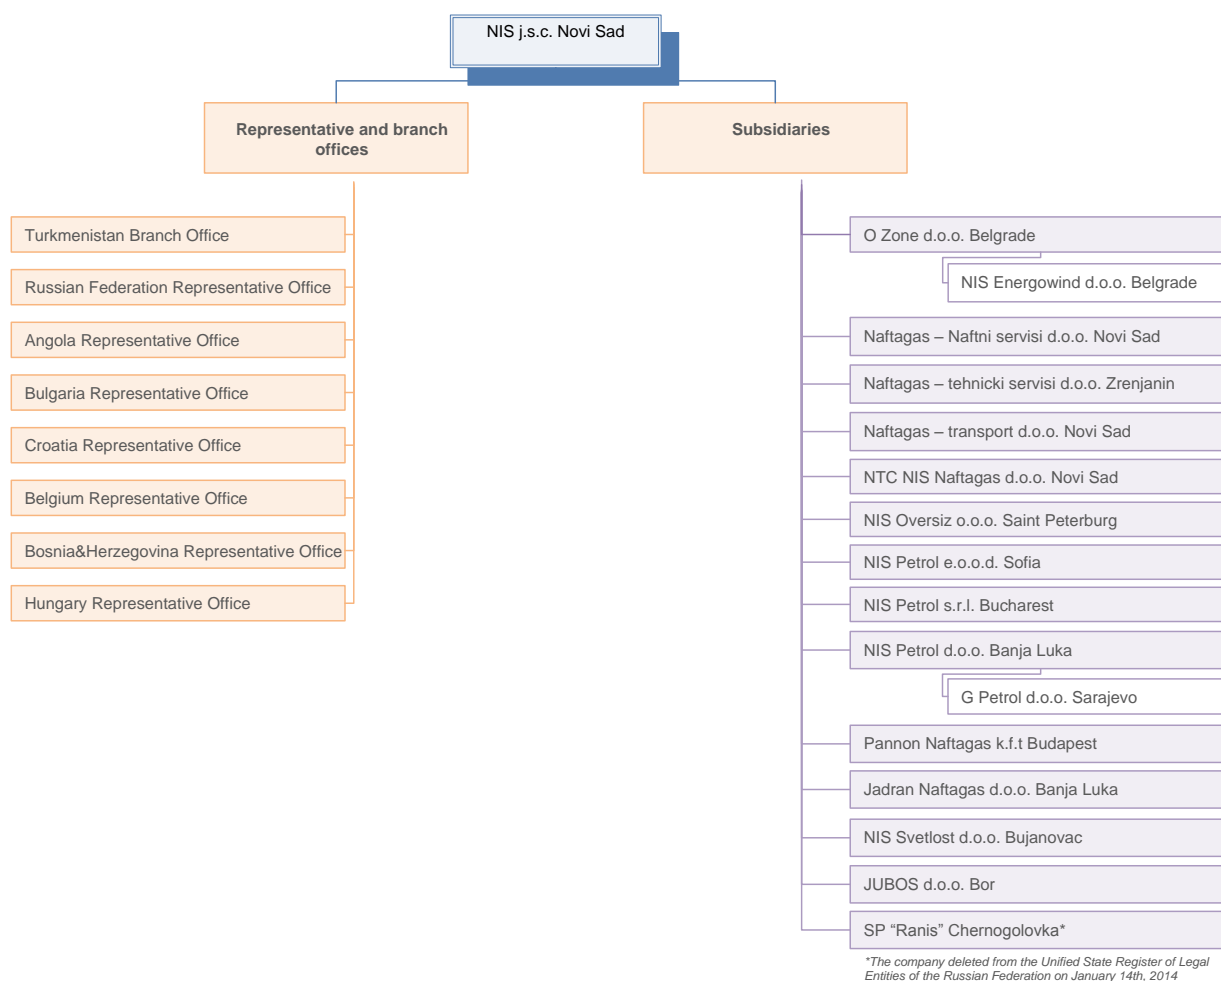 NIS j.s.c. Novi Sad
Representative and branch
offices
Subsidiaries
Turkmenistan Branch Office
Russian Federation Representative Office
Angola Representative Office
Bulgaria Representative Office
Croatia Representative Office
Belgium Representative Office
Bosnia&Herzegovina Representative Office
Hungary Representative Office
O Zone d.o.o. Belgrade
NIS Energowind d.o.o. Belgrade
Naftagas – Naftni servisi d.o.o. Novi Sad
Naftagas – tehnicki servisi d.o.o. Zrenjanin
Naftagas – transport d.o.o. Novi Sad
NTC NIS Naftagas d.o.o. Novi Sad
NIS Oversiz o.o.o. Saint Peterburg
NIS Petrol e.o.o.d. Sofia
NIS Petrol s.r.l. Bucharest
NIS Petrol d.o.o. Banja Luka
G Petrol d.o.o. Sarajevo
Pannon Naftagas k.f.t Budapest
Jadran Naftagas d.o.o. Banja Luka
NIS Svetlost d.o.o. Bujanovac
JUBOS d.o.o. Bor
SP “Ranis” Chernogolovka*
*The company deleted from the Unified State Register of Legal
Entities of the Russian Federation on January 14th, 2014